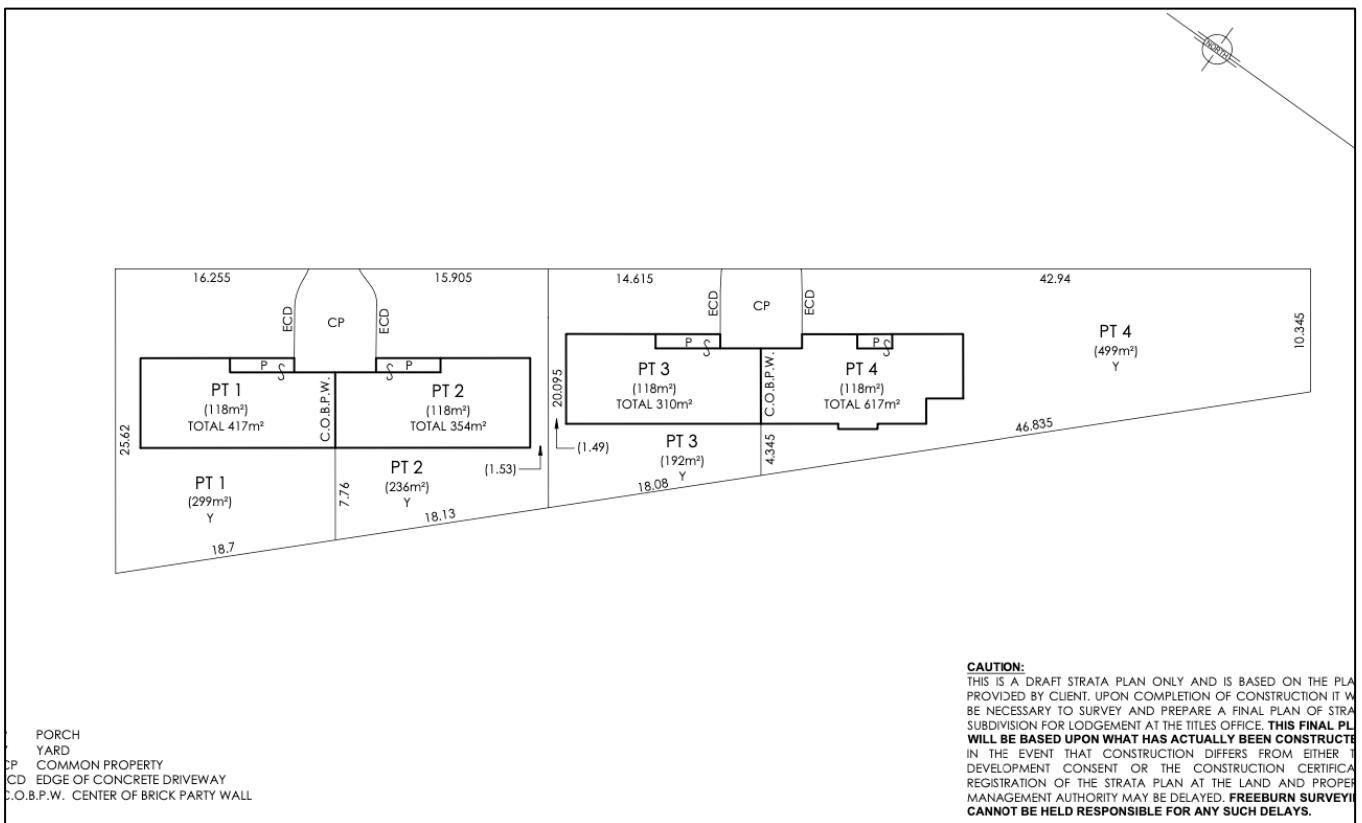 NORTH
16.255
15.905
14.615
42.94
ECD
CP
ECD
ECD
CP
ECD
PT 4
(499m²)
Y
10.345
P
P
P
P
PT 1
(118m²)
TOTAL 417m²
C.O.B.P.W.
PT 2
(118m²)
TOTAL 354m²
20.095
PT 3
(118m²)
TOTAL 310m²
C.O.B.P.W.
PT 4
(118m²)
TOTAL 617m²
25.62
PT 1
(299m²)
Y
7.76
PT 2
(236m²)
Y
(1.53)
(1.49)
PT 3
(192m²)
Y
4.345
46.835
18.08
18.13
18.7
PORCH
YARD
CP COMMON PROPERTY
CD EDGE OF CONCRETE DRIVEWAY
C.O.B.P.W. CENTER OF BRICK PARTY WALL
CAUTION:
THIS IS A DRAFT STRATA PLAN ONLY AND IS BASED ON THE PLA
PROVIDED BY CLIENT. UPON COMPLETION OF CONSTRUCTION IT W
BE NECESSARY TO SURVEY AND PREPARE A FINAL PLAN OF STRA
SUBDIVISION FOR LODGEMENT AT THE TITLES OFFICE. THIS FINAL PL
WILL BE BASED UPON WHAT HAS ACTUALLY BEEN CONSTRUCTE
IN THE EVENT THAT CONSTRUCTION DIFFERS FROM EITHER T
DEVELOPMENT CONSENT OR THE CONSTRUCTION CERTIFICA
REGISTRATION OF THE STRATA PLAN AT THE LAND AND PROPER
MANAGEMENT AUTHORITY MAY BE DELAYED. FREEBURN SURVEYI
CANNOT BE HELD RESPONSIBLE FOR ANY SUCH DELAYS.